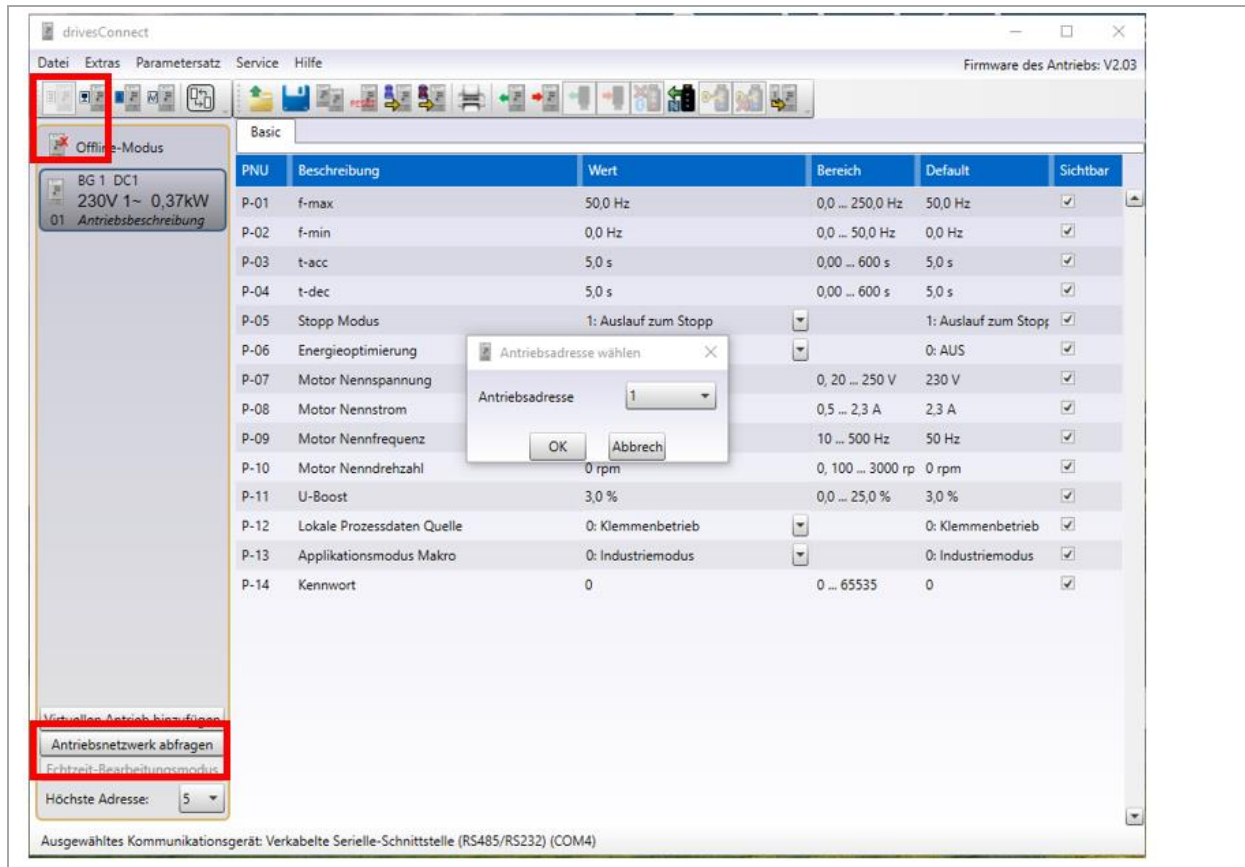 drivesConnect
Datei Extras Parametersatz Service Hilfe
Firmware des Antriebs: V2.03
Offline-Modus
BG 1 DC1
230V 1~ 0,37kW
01 Antriebsbeschreibung
Basic
PNU Beschreibung Wert Bereich Default Sichtbar
P-01 f-max 50,0 Hz 0,0 ... 250,0 Hz 50,0 Hz
P-02 f-min 0,0 Hz 0,0 ... 50,0 Hz 0,0 Hz
P-03 t-acc 5,0 s 0,00 ... 600 s 5,0 s
P-04 t-dec 5,0 s 0,00 ... 600 s 5,0 s
P-05 Stopp Modus 1: Auslauf zum Stopp 1: Auslauf zum Stopp
P-06 Energieoptimierung 0: AUS
P-07 Motor Nennspannung 0, 20 ... 250 V 230 V
P-08 Motor Nennstrom 0,5 ... 2,3 A 2,3 A
P-09 Motor Nennfrequenz 10 ... 500 Hz 50 Hz
P-10 Motor Nenndrehzahl 0 rpm 0, 100 ... 3000 rp 0 rpm
P-11 U-Boost 3,0 % 0,0 ... 25,0 % 3,0 %
P-12 Lokale Prozessdaten Quelle 0: Klemmenbetrieb 0: Klemmenbetrieb
P-13 Applikationsmodus Makro 0: Industriemodus 0: Industriemodus
P-14 Kennwort 0 0 ... 65535 0
Antriebsadresse wählen
Antriebsadresse 1
OK Abbrech
Virtuellen Antrieb hinzufügen
Antriebsnetzwerk abfragen
Echtzeit-Bearbeitungsmodus
Höchste Adresse: 5
Ausgewähltes Kommunikationsgerät: Verkabelte Serielle-Schnittstelle (RS485/RS232) (COM4)